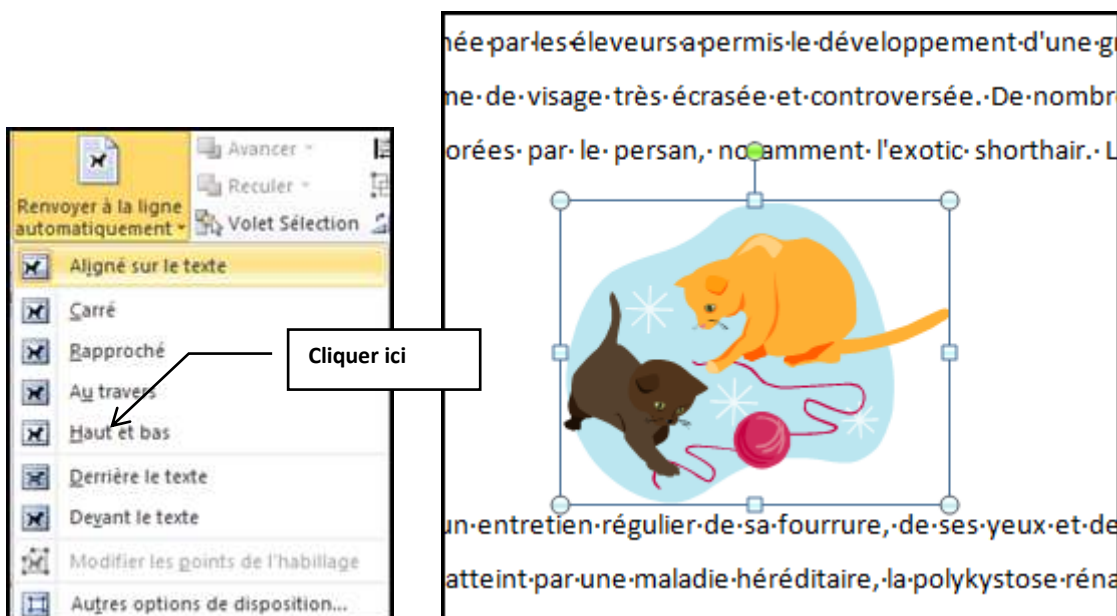 Avancer
Reculer
Renvoyer à la ligne
automatiquement
Volet Sélection
Aligné sur le texte
Carré
Rapproché
Au travers
Haut et bas
Derrière le texte
Devant le texte
Modifier les points de l'habillage
Autres options de disposition...
Cliquer ici
née·par·les·éleveurs·a·permis·le·développement·d'une·g
me·de·visage·très·écrasée·et·controversée.·De·nombr
orées·par·le·persan,·notamment·l'exotic·shorthair.·L
un·entretien·régulier·de·sa·fourrure,·de·ses·yeux·et·de
atteint·par·une·maladie·héréditaire,·la·polykystose·réna